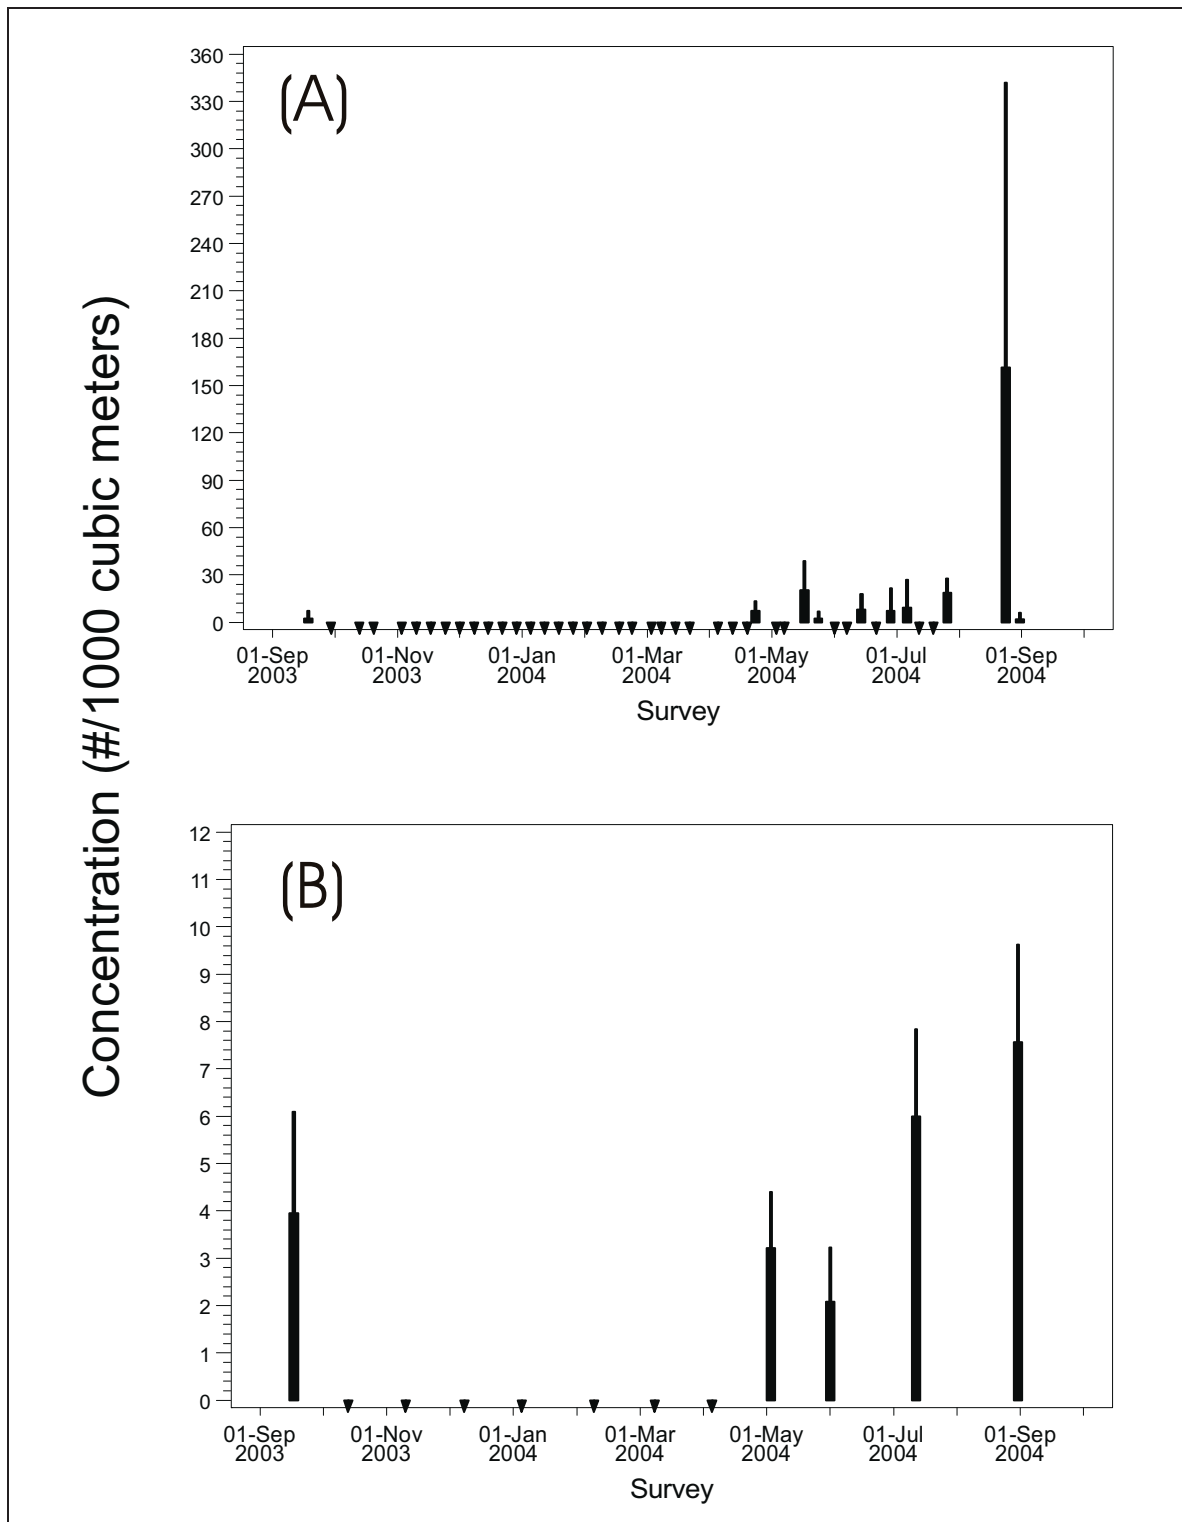 Concentration (#/1000 cubic meters)
(A)
360
330
300
270
240
210
180
150
120
90
60
30
0
01-Sep 01-Nov 01-Jan 01-Mar 01-May 01-Jul 01-Sep
2003 2003 2004 2004 2004 2004 2004
Survey
(B)
12
11
10
9
8
7
6
5
4
3
2
1
0
01-Sep 01-Nov 01-Jan 01-Mar 01-May 01-Jul 01-Sep
2003 2003 2004 2004 2004 2004 2004
Survey